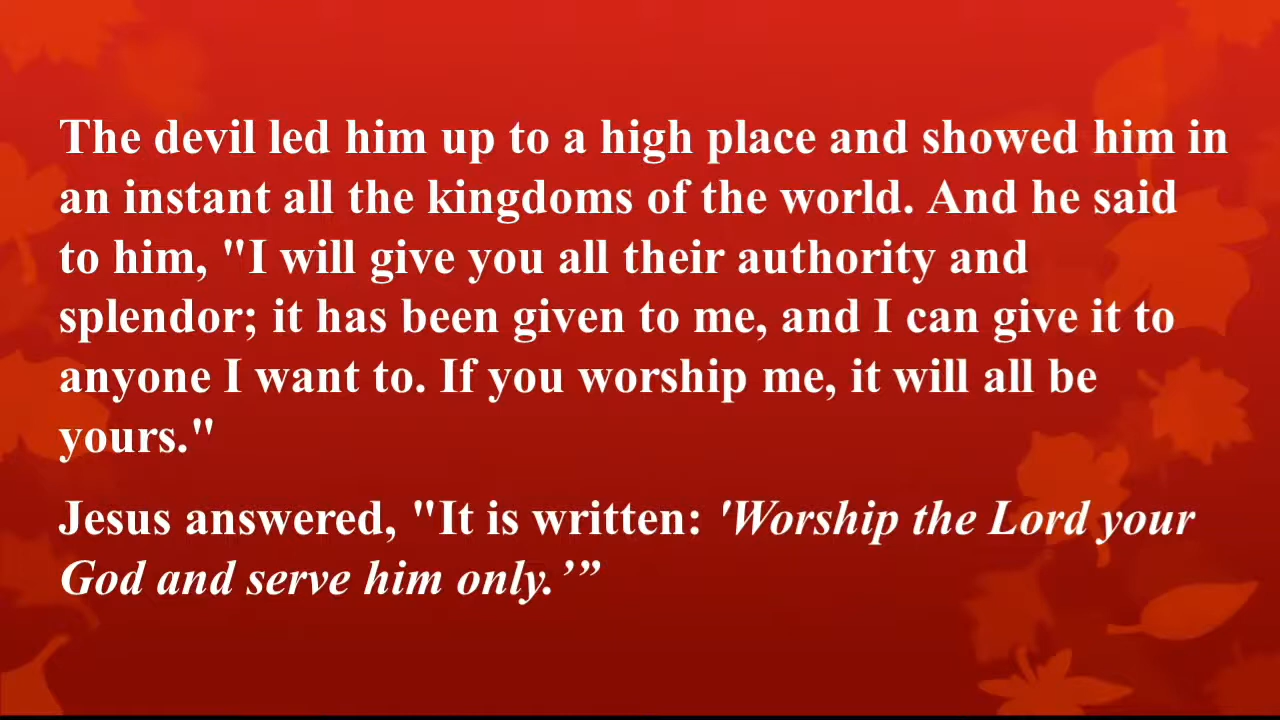 The devil led him up to a high place and showed him in
an instant all the kingdoms of the world. And he said
to him, "I will give you all their authority and
splendor; it has been given to me, and I can give it to
anyone I want to. If you worship me, it will all be
yours."
Jesus answered, "It is written: 'Worship the Lord your
God and serve him only.’”